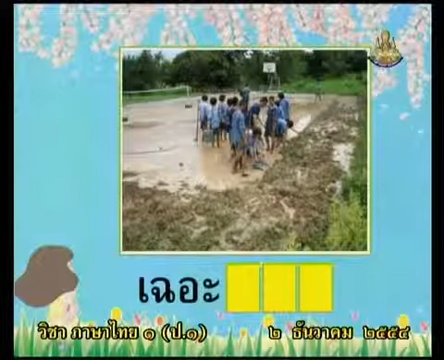 เฉอะ
วิชา ภาษาไทย ๑ (ป.๑) ๒ ธันวาคม ๒๕๕๔